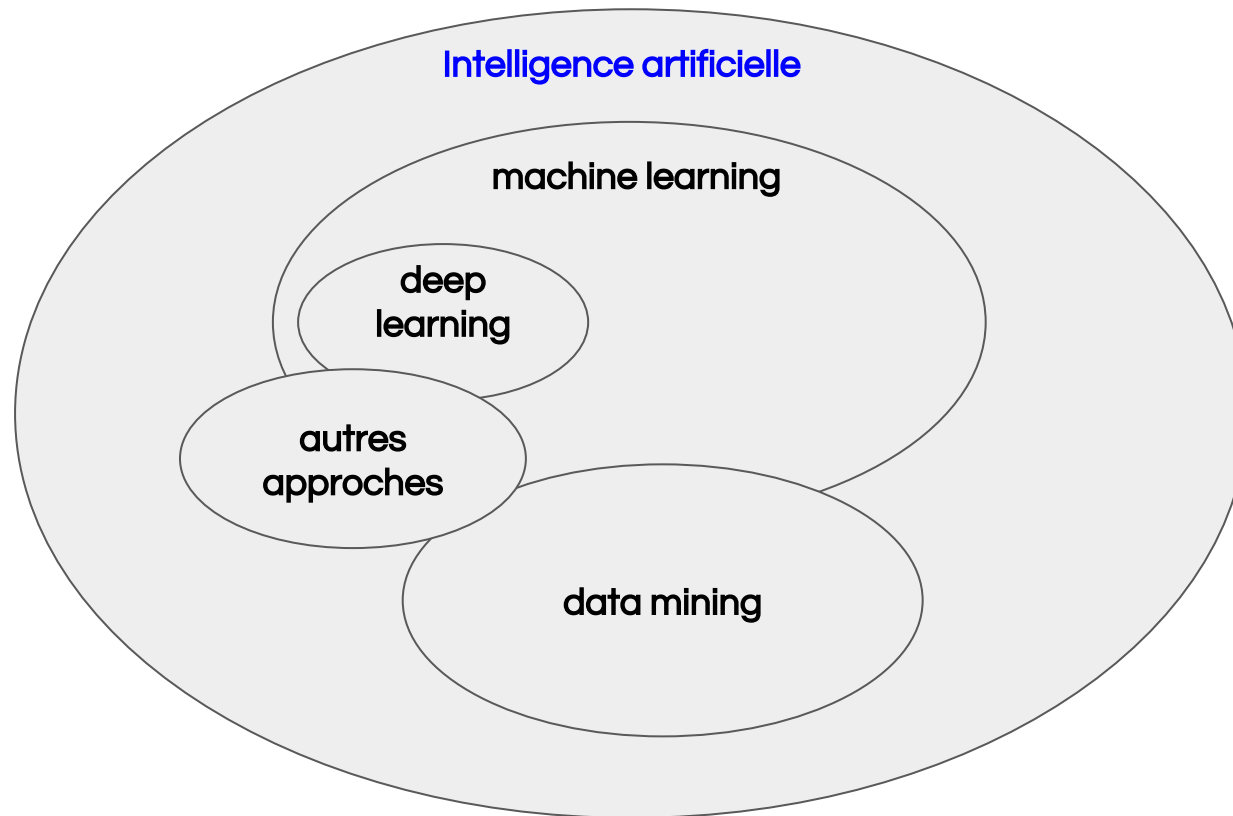 Intelligence artificielle
machine learning
deep
learning
autres
approches
data mining